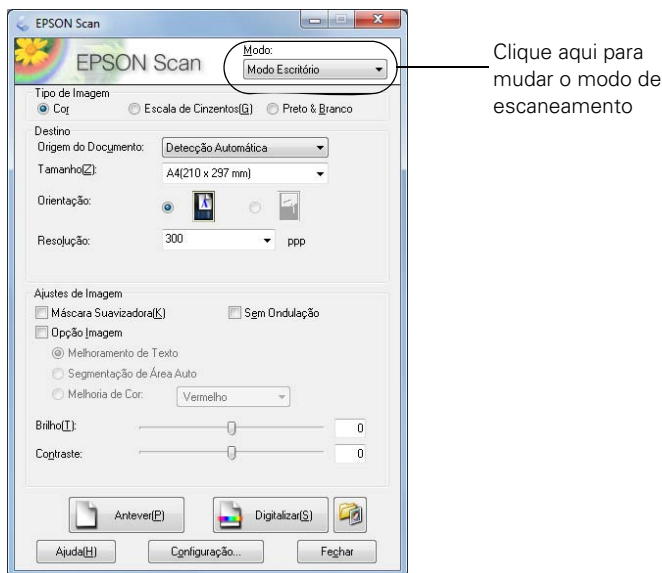 EPSON Scan
EPSON Scan
Modo:
Modo Escritório
Clique aqui para
mudar o modo de
escaneamento
Tipo de Imagem
Cor
Escala de Cinzentos(G)
Preto & Branco
Destino
Origem do Documento:
Detecção Automática
Tamanho(Z):
A4(210 x 297 mm)
Orientação:
Resolução:
300
ppp
Ajustes de Imagem
Máscara Suavizadora(K)
Sem Ondulação
Opção Imagem
Melhoramento de Texto
Segmentação de Área Auto
Melhoria de Cor:
Vermelho
Brilho(T):
0
Contraste:
0
Antever(P)
Digitalizar(S)
Ajuda(H)
Configuração...
Fechar